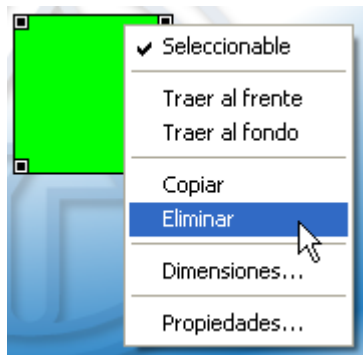 Seleccionable
Traer al frente
Traer al fondo
Copiar
Eliminar
Dimensiones...
Propiedades...